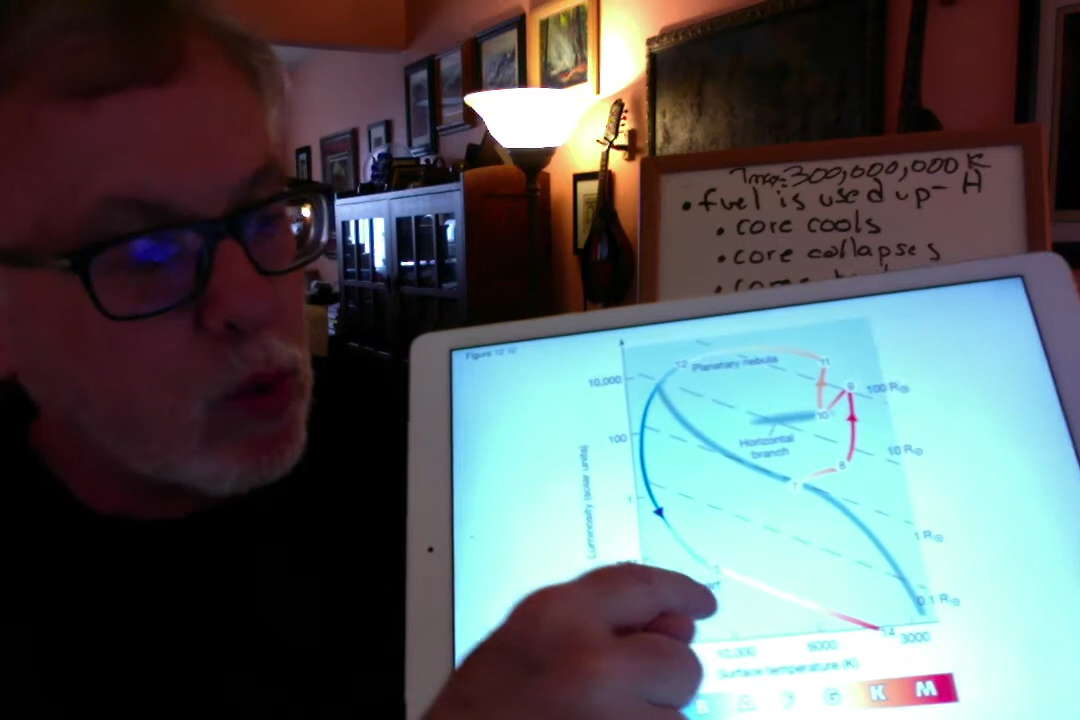 300,000,000 K
• fuel is used up - H
• core cools
• core collapses
Figure 12
12
Planetary nebula
11
9
10,000
100 R☉
10
Horizontal
branch
100
10 R☉
8
7
Luminosity (solar units)
1
1 R☉
0.1 R☉
14
10,000
6000
3000
Surface temperature (K)
G K M